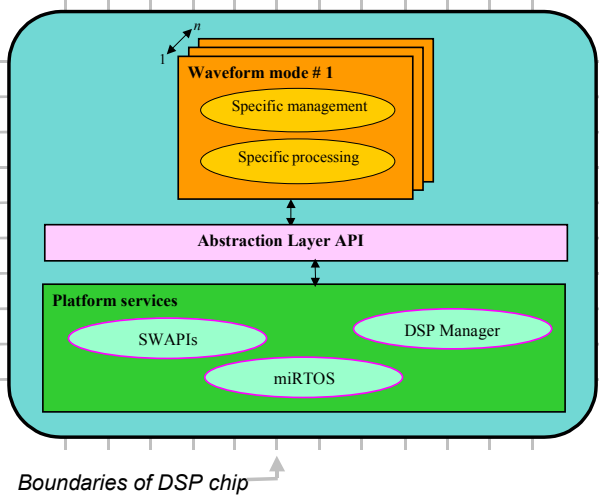 n
1
Waveform mode # 1
Specific management
Specific processing
Abstraction Layer API
Platform services
SWAPIs
DSP Manager
miRTOS
Boundaries of DSP chip